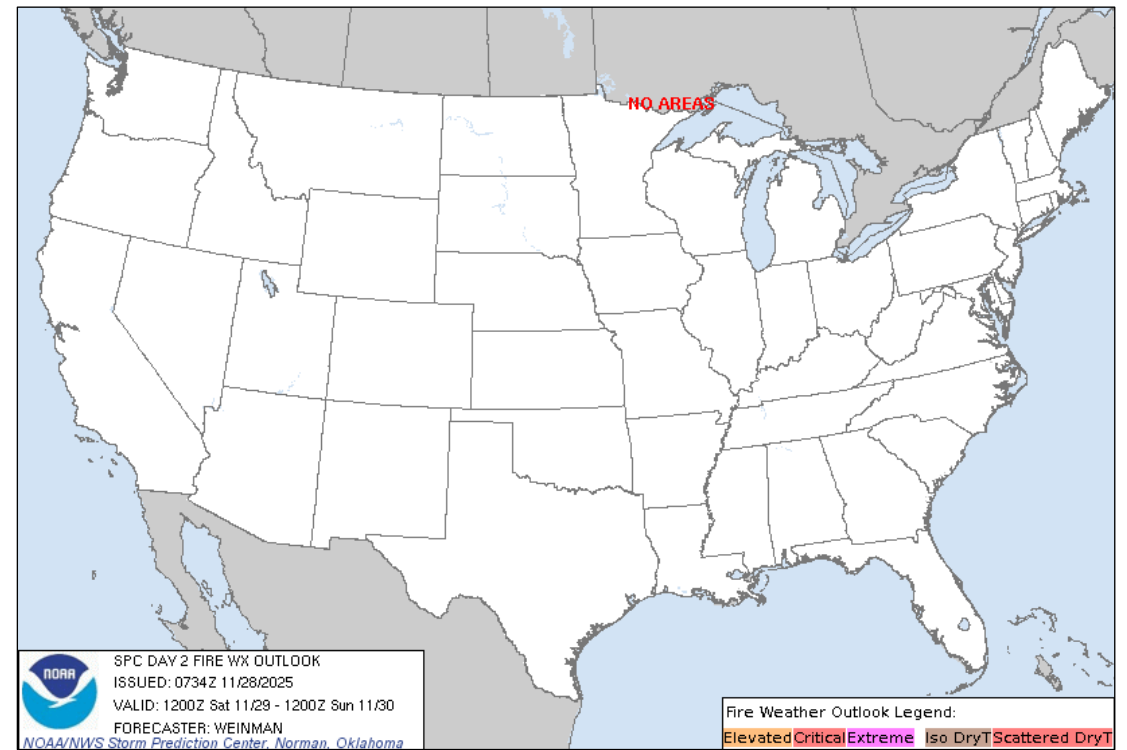 NO AREAS
noaa
SPC DAY 2 FIRE WX OUTLOOK
ISSUED: 0734Z 11/28/2025
VALID: 1200Z Sat 11/29 - 1200Z Sun 11/30
FORECASTER: WEINMAN
NOAA/NWS Storm Prediction Center, Norman, Oklahoma
Fire Weather Outlook Legend:
Elevated Critical Extreme Iso DryT Scattered DryT